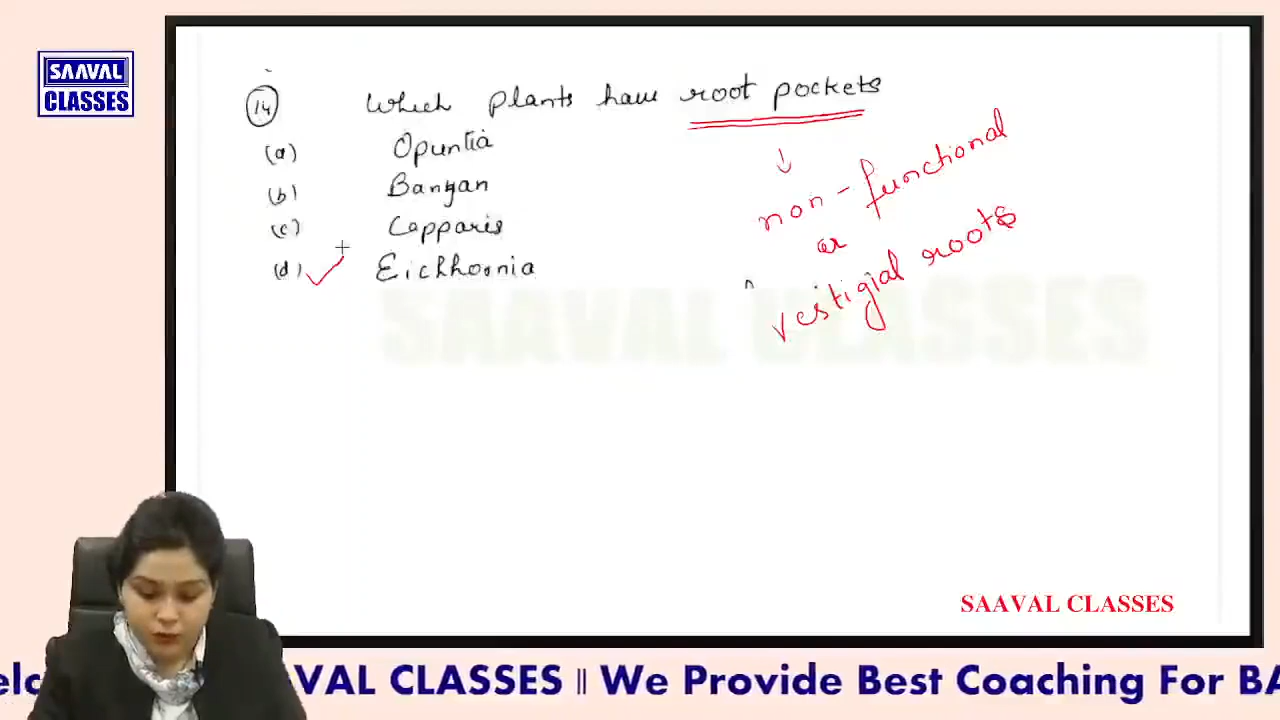 SAAVAL
CLASSES
14 Which plants have root pockets
(a) Opuntia
(b) Banyan
(c) Capparis
(d) Eichhornia
non-functional
or
vestigial roots
SAAVAL CLASSES
SAAVAL CLASSES
AVAL CLASSES || We Provide Best Coaching For BA